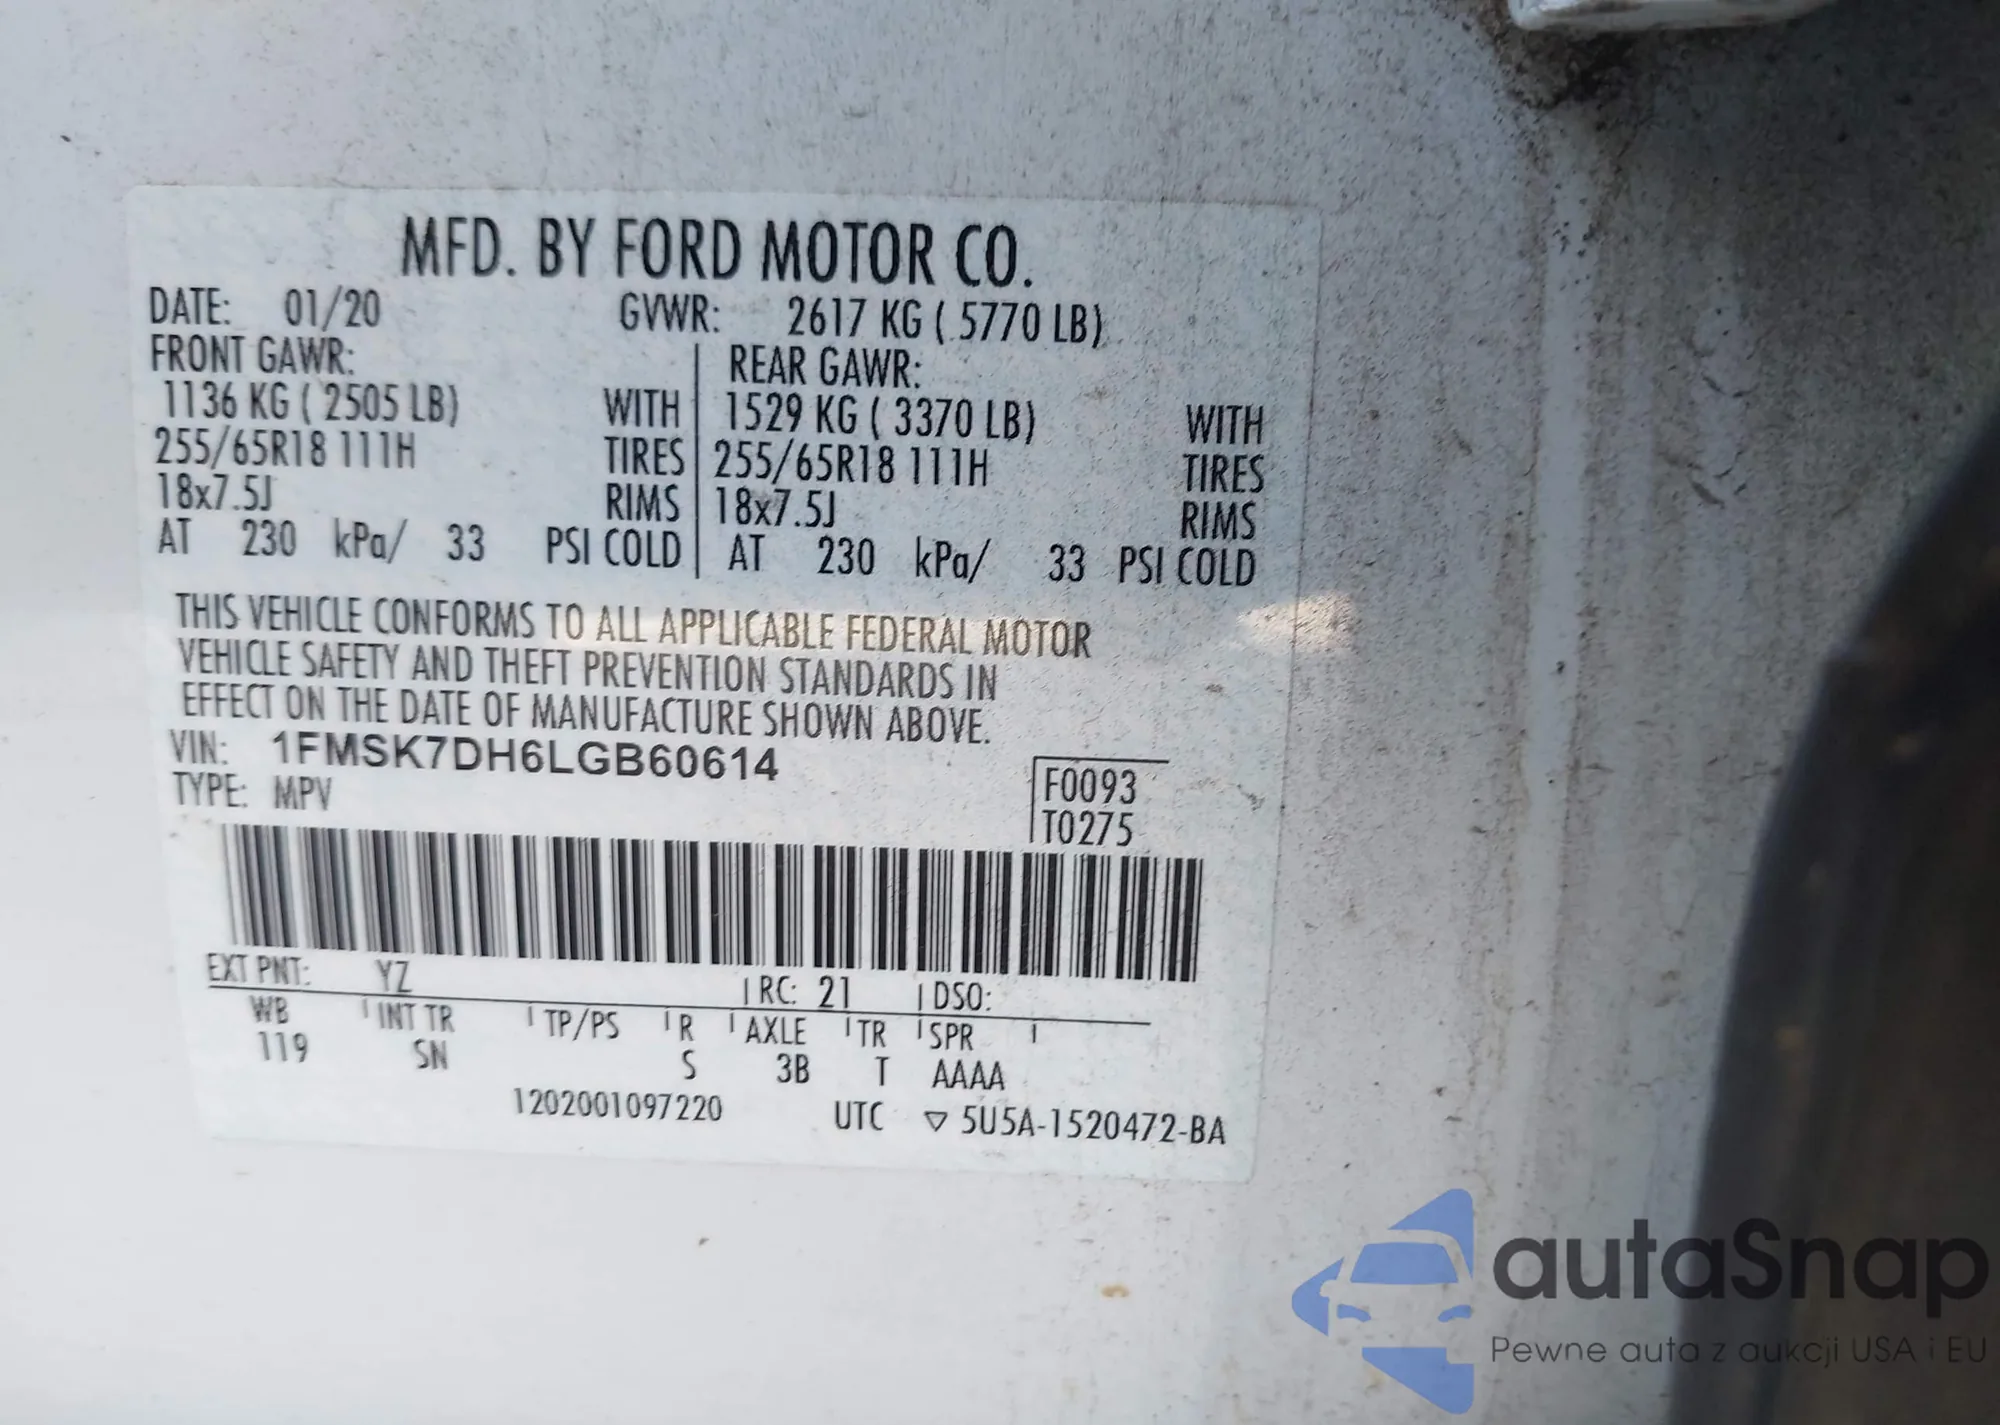 MFD. BY FORD MOTOR CO.
DATE: 01/20 GVWR: 2617 KG ( 5770 LB)
FRONT GAWR: REAR GAWR:
1136 KG ( 2505 LB) WITH 1529 KG ( 3370 LB) WITH
255/65R18 111H TIRES 255/65R18 111H TIRES
18x7.5J RIMS 18x7.5J RIMS
AT 230 kPa/ 33 PSI COLD AT 230 kPa/ 33 PSI COLD
THIS VEHICLE CONFORMS TO ALL APPLICABLE FEDERAL MOTOR
VEHICLE SAFETY AND THEFT PREVENTION STANDARDS IN
EFFECT ON THE DATE OF MANUFACTURE SHOWN ABOVE.
VIN: 1FMSK7DH6LGB60614
TYPE: MPV
F0093
T0275
EXT PNT: YZ RC: 21 DSO:
WB INT TR TP/PS R AXLE TR SPR
119 SN S 3B T AAAA
1202001097220 UTC ▽ 5U5A-1520472-BA
autaSnap
Pewne auta z aukcji USA i EU